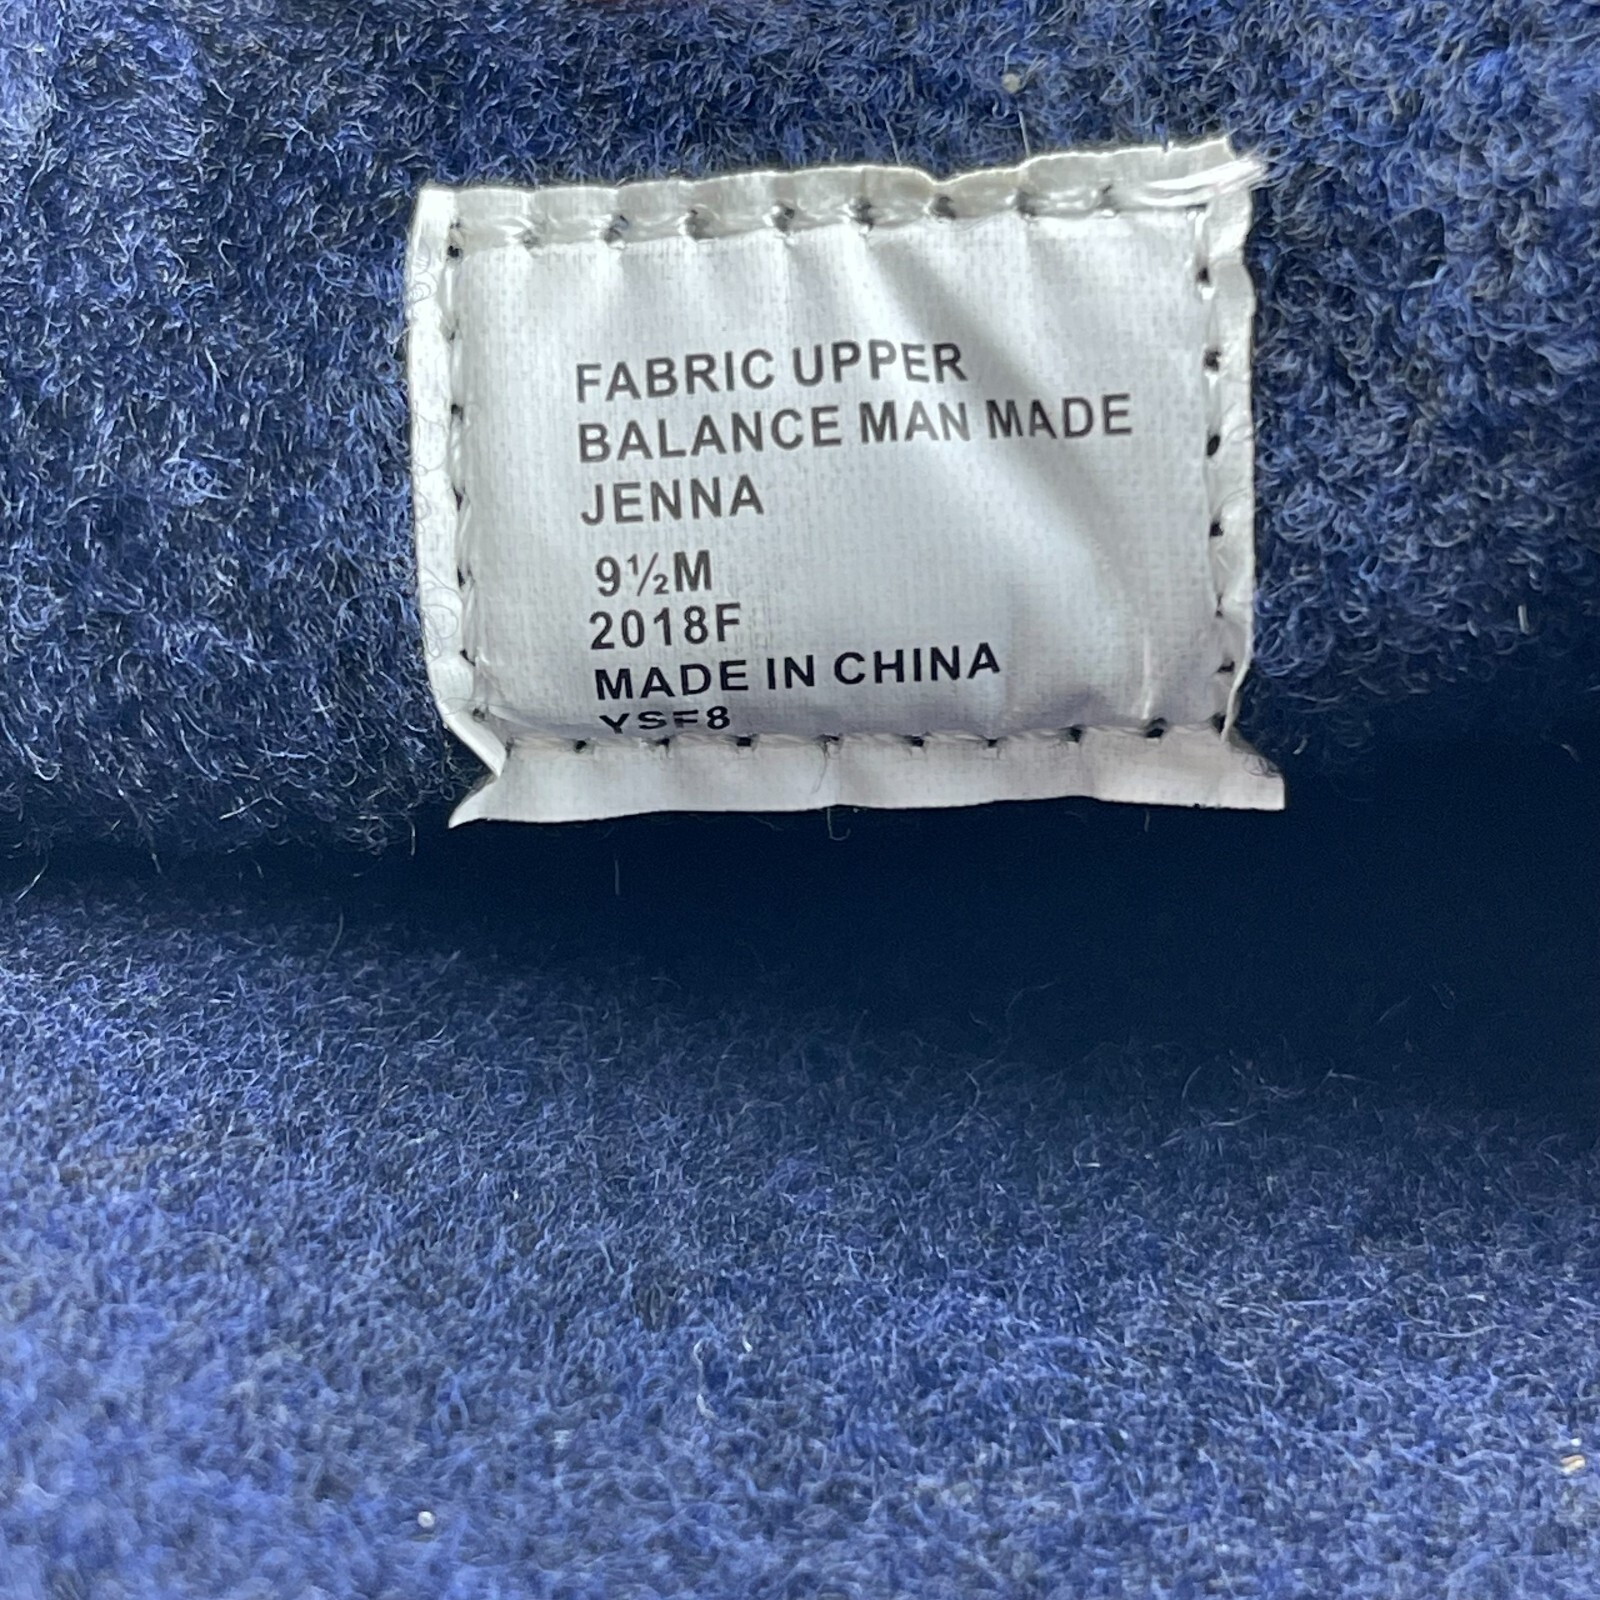 FABRIC UPPER
BALANCE MAN MADE
JENNA
9½M
2018F
MADE IN CHINA
YSF8